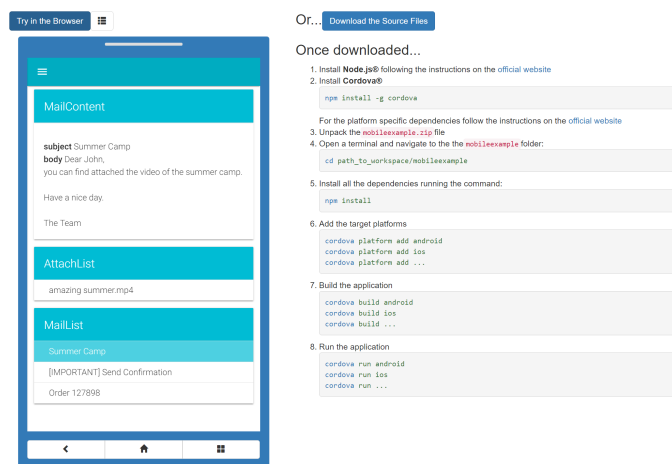 Try in the Browser
MailContent
subject Summer Camp
body Dear John,
you can find attached the video of the summer camp.
Have a nice day.
The Team
AttachList
amazing summer.mp4
MailList
Summer Camp
[IMPORTANT] Send Confirmation
Order 127898
Or... Download the Source Files
Once downloaded...
1. Install Node.js® following the instructions on the official website
2. Install Cordova®
npm install -g cordova
For the platform specific dependencies follow the instructions on the official website
3. Unpack the mobileexample.zip file
4. Open a terminal and navigate to the the mobileexample folder:
cd path_to_workspace/mobileexample
5. Install all the dependencies running the command:
npm install
6. Add the target platforms
cordova platform add android
cordova platform add ios
cordova platform add ...
7. Build the application
cordova build android
cordova build ios
cordova build ...
8. Run the application
cordova run android
cordova run ios
cordova run ...